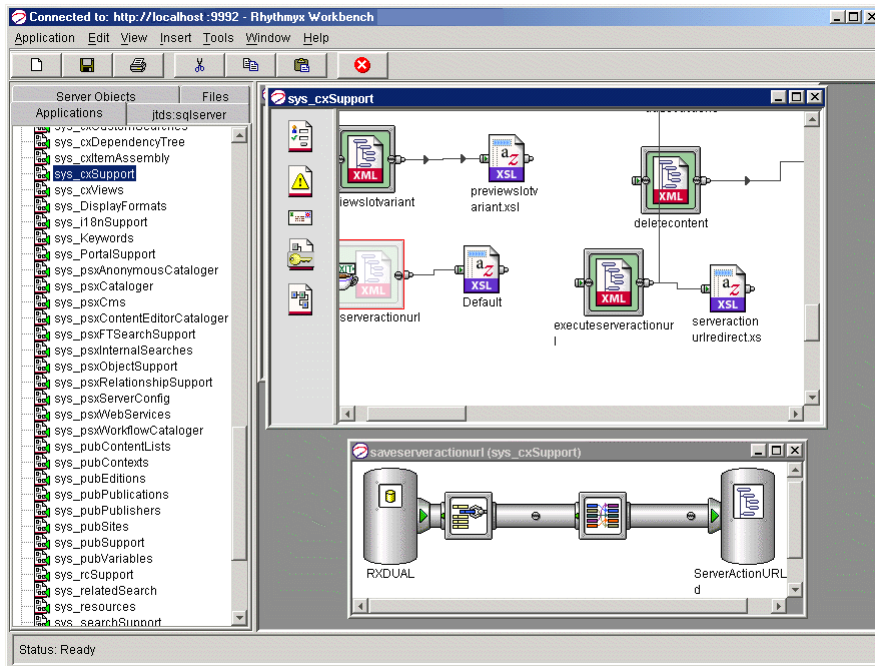 Connected to: http://localhost :9992 - Rhythmyx Workbench
Application Edit View Insert Tools Window Help
Server Objects Files
Applications jtds:sqlserver
sys_cxCustomSearches
sys_cxDependencyTree
sys_cxItemAssembly
sys_cxSupport
sys_cxViews
sys_DisplayFormats
sys_i18nSupport
sys_Keywords
sys_PortalSupport
sys_psxAnonymousCataloger
sys_psxCataloger
sys_psxCms
sys_psxContentEditorCataloger
sys_psxFTSearchSupport
sys_psxInternalSearches
sys_psxObjectSupport
sys_psxRelationshipSupport
sys_psxServerConfig
sys_psxWebServices
sys_psxWorkflowCataloger
sys_pubContentLists
sys_pubContexts
sys_pubEditions
sys_pubPublications
sys_pubPublishers
sys_pubSites
sys_pubSupport
sys_pubVariables
sys_rcSupport
sys_relatedSearch
sys_resources
sys_searchSupport
sys_cxSupport
XML
iewslotvariant
a z
XSL
previewslotv
ariant.xsl
XML
deletecontent
XML
serveractionurl
a z
XSL
Default
XML
executeserveractionur
l
a z
XSL
serveraction
urlredirect.xs
saveserveractionurl (sys_cxSupport)
RXDUAL
ServerActionURL
d
Status: Ready